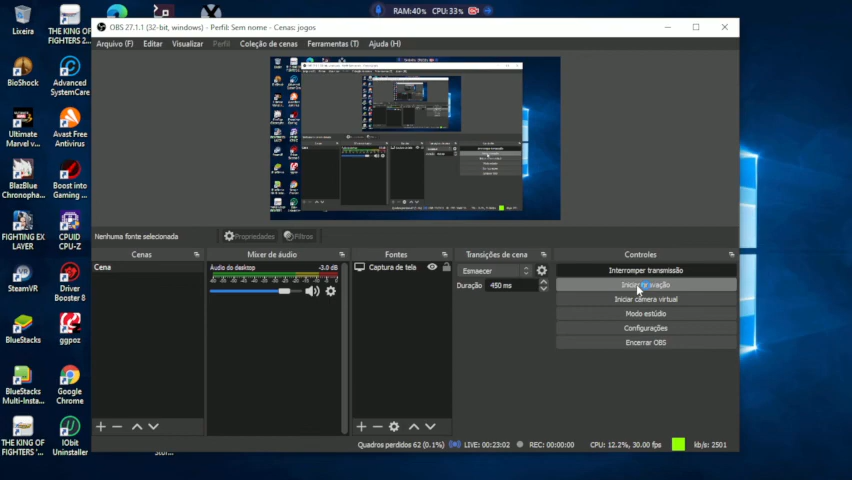 RAM:40% CPU:33%
OBS 27.1.1 (32-bit, windows) - Perfil: Sem nome - Cenas: jogos
Arquivo (F) Editar Visualizar Perfil Coleção de cenas Ferramentas (T) Ajuda (H)
Lixeira
THE KING OF FIGHTERS 2...
BioShock
Advanced SystemCare
Ultimate Marvel v...
Avast Free Antivirus
BlazBlue Chronopha...
Boost into Gaming ...
FIGHTING EX LAYER
CPUID CPU-Z
SteamVR
Driver Booster 8
BlueStacks
ggpoz
BlueStacks Multi-Insta...
Google Chrome
THE KING OF FIGHTERS '...
IObit Uninstaller
Stor...
Nenhuma fonte selecionada
Propriedades
Filtros
Cenas
Cena
Mixer de áudio
Áudio do desktop
-3.0 dB
Fontes
Captura de tela
Transições de cena
Esmaecer
Duração 450 ms
Controles
Interromper transmissão
Iniciar gravação
Iniciar câmera virtual
Modo estúdio
Configurações
Encerrar OBS
Quadros perdidos 62 (0.1%) LIVE: 00:23:02 REC: 00:00:00 CPU: 12.2%, 30.00 fps kb/s: 2501